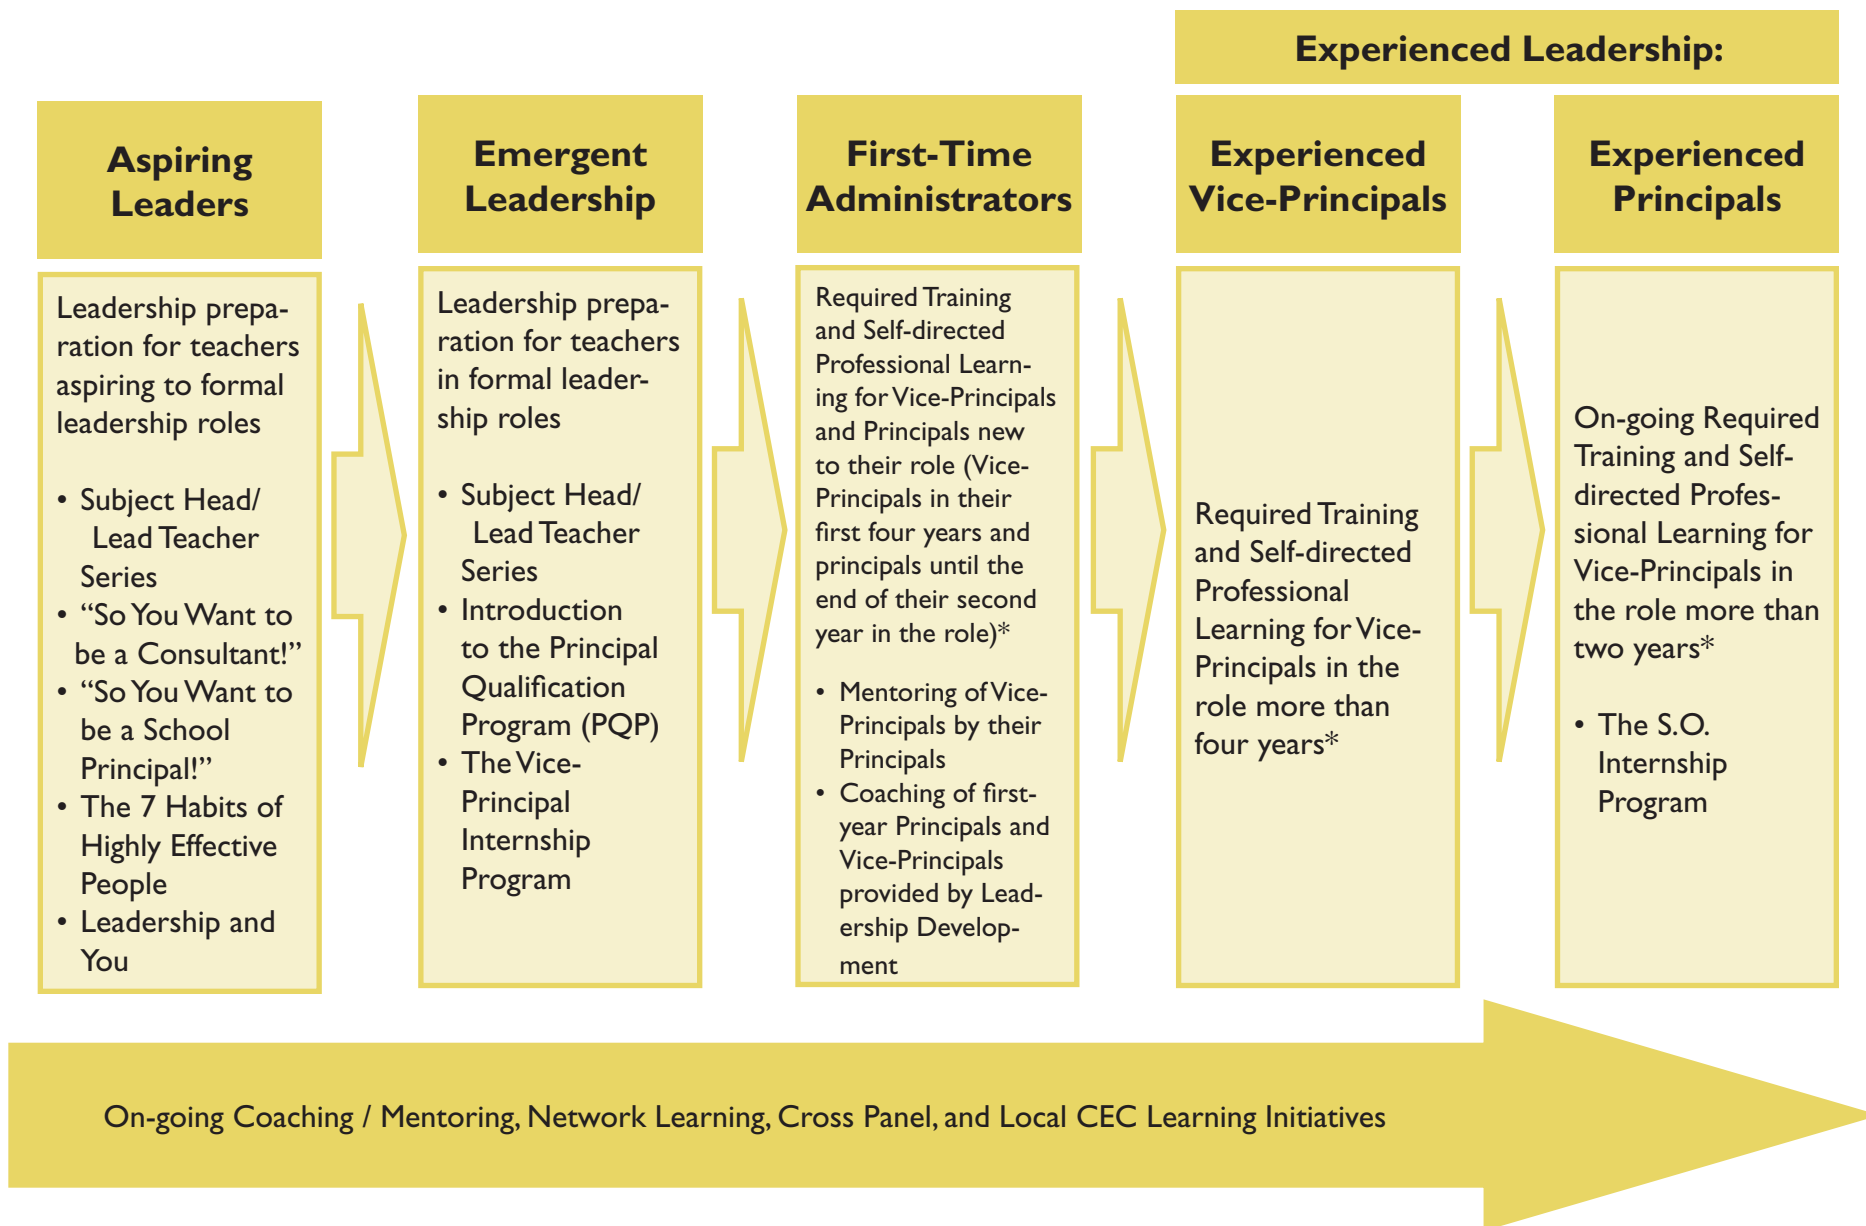 Experienced Leadership:
Aspiring
Leaders
Leadership prepa-
ration for teachers
aspiring to formal
leadership roles
• Subject Head/
Lead Teacher
Series
• “So You Want to
be a Consultant!”
• “So You Want to
be a School
Principal!”
• The 7 Habits of
Highly Effective
People
• Leadership and
You
Emergent
Leadership
Leadership prepa-
ration for teachers
in formal leader-
ship roles
• Subject Head/
Lead Teacher
Series
• Introduction
to the Principal
Qualification
Program (PQP)
• The Vice-
Principal
Internship
Program
First-Time
Administrators
Required Training
and Self-directed
Professional Learn-
ing for Vice-Principals
and Principals new
to their role (Vice-
Principals in their
first four years and
principals until the
end of their second
year in the role)*
• Mentoring of Vice-
Principals by their
Principals
• Coaching of first-
year Principals and
Vice-Principals
provided by Lead-
ership Develop-
ment
Experienced
Vice-Principals
Required Training
and Self-directed
Professional
Learning for Vice-
Principals in the
role more than
four years*
Experienced
Principals
On-going Required
Training and Self-
directed Profes-
sional Learning for
Vice-Principals in
the role more than
two years*
• The S.O.
Internship
Program
On-going Coaching / Mentoring, Network Learning, Cross Panel, and Local CEC Learning Initiatives